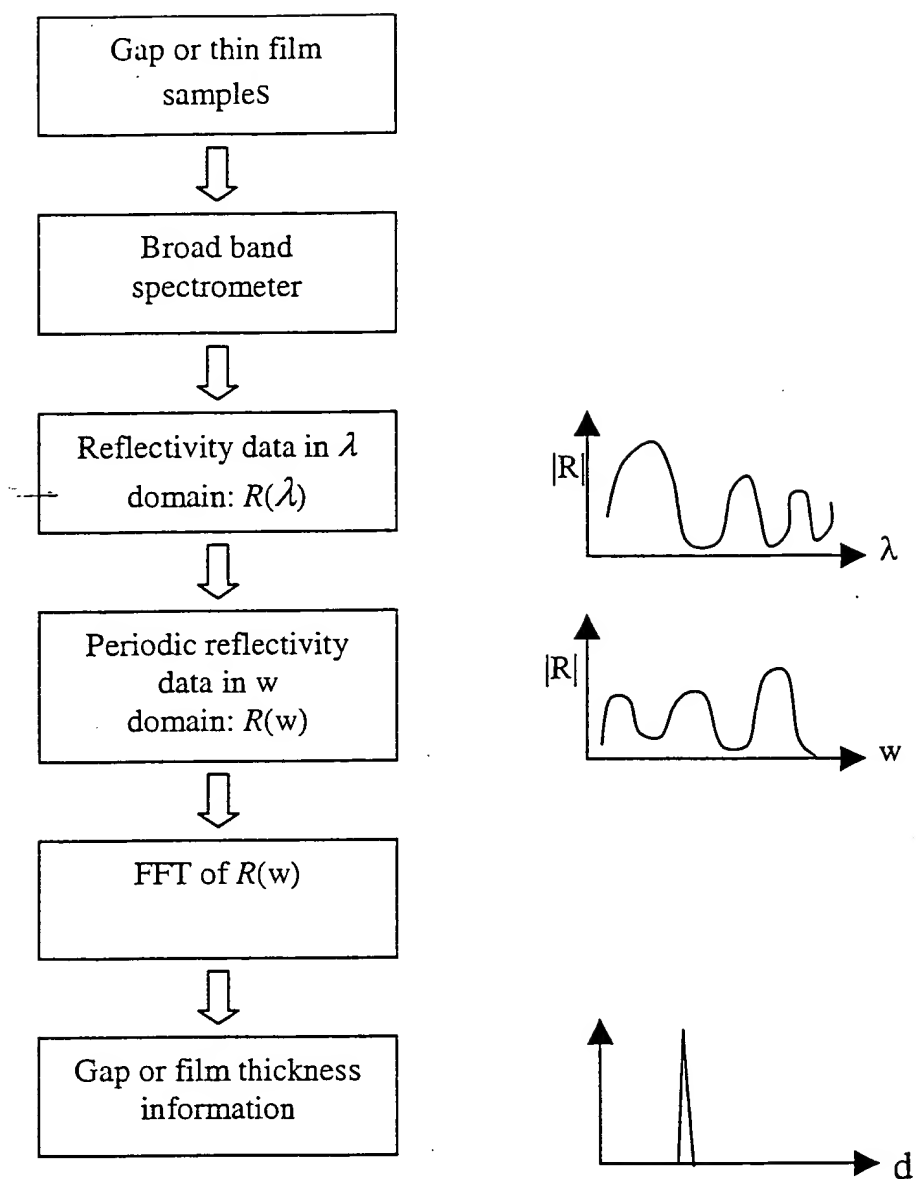 Gap or thin film
samples
Broad band
spectrometer
Reflectivity data in λ
domain: R(λ)
|R|
λ
Periodic reflectivity
data in w
domain: R(w)
|R|
w
FFT of R(w)
Gap or film thickness
information
d